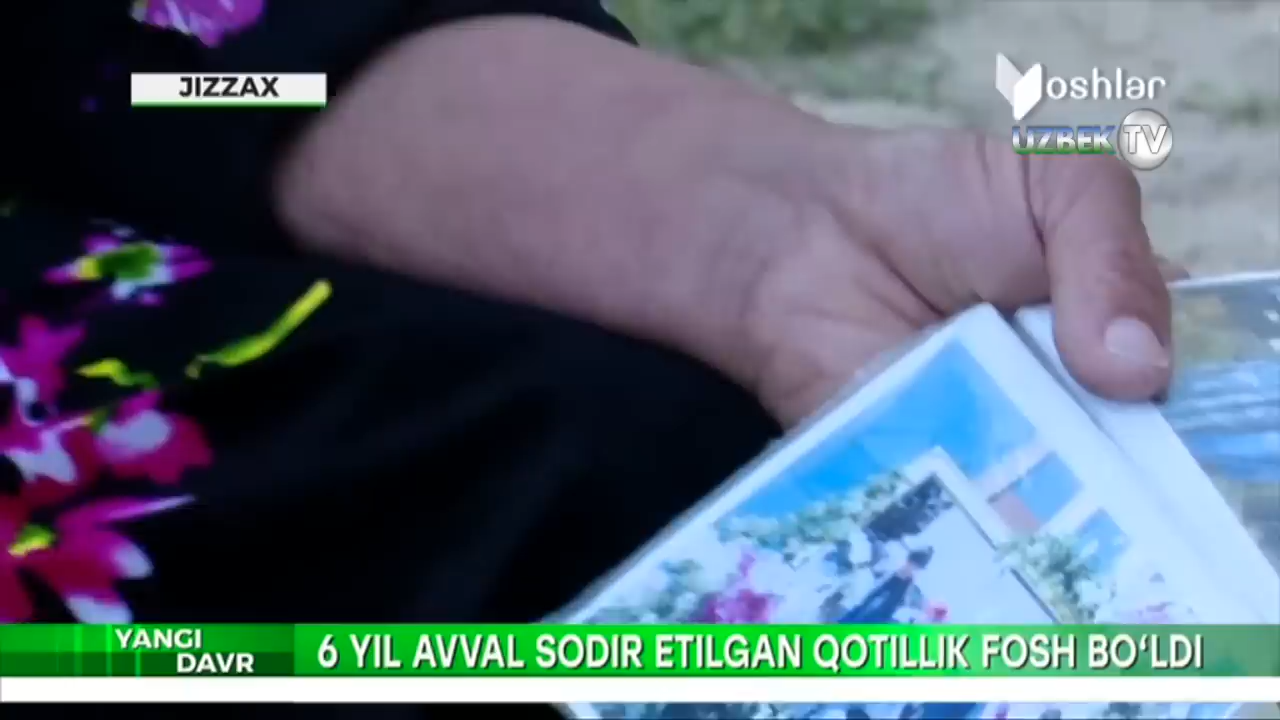 JIZZAX
Yoshlar
UZBEK TV
YANGI
DAVR
6 YIL AVVAL SODIR ETILGAN QOTILLIK FOSH BO‘LDI